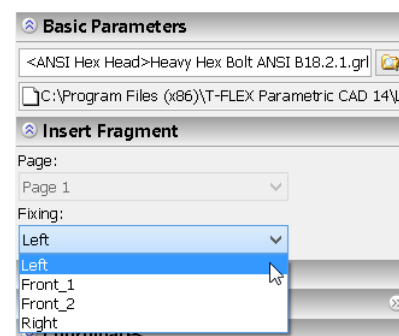 Basic Parameters
<ANSI Hex Head>Heavy Hex Bolt ANSI B18.2.1.grl
C:\Program Files (x86)\T-FLEX Parametric CAD 14\
Insert Fragment
Page:
Page 1
Fixing:
Left
Left
Front_1
Front_2
Right